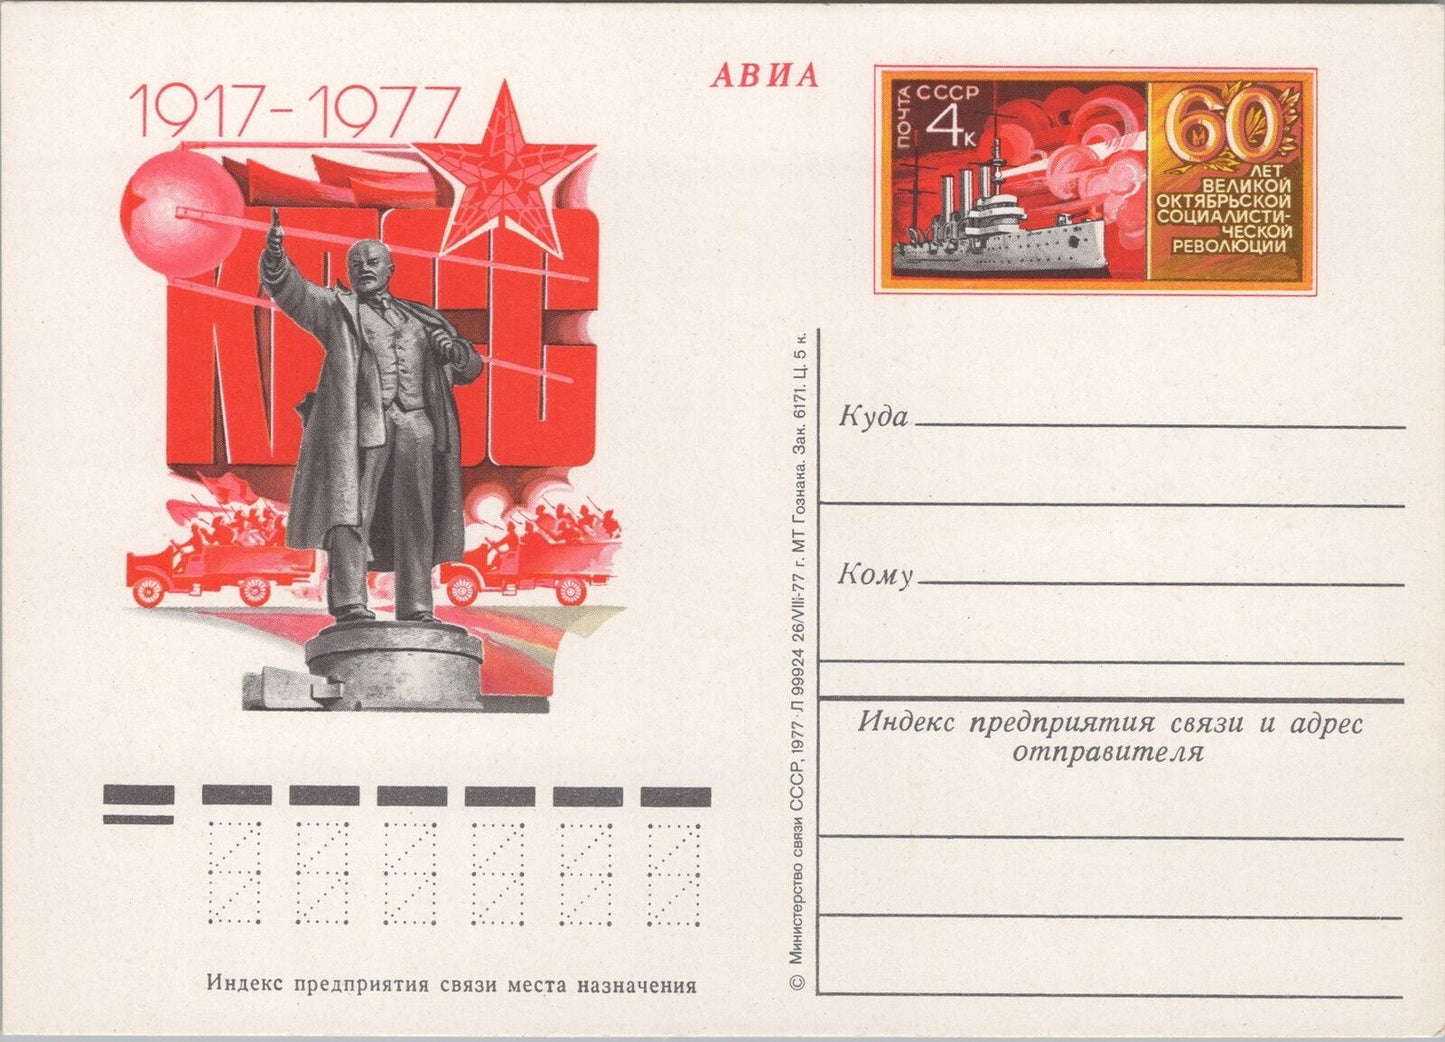 1917-1977
КПСС
АВИА
ПОЧТА СССР
4к
60
ЛЕТ
ВЕЛИКОЙ
ОКТЯБРЬСКОЙ
СОЦИАЛИСТИ-
ЧЕСКОЙ
РЕВОЛЮЦИИ
Куда
Кому
Индекс предприятия связи и адрес
отправителя
© Министерство связи СССР, 1977. Л 99924 26/VIII-77 г. МТ Гознака. Зак. 6171. Ц. 5 к.
Индекс предприятия связи места назначения